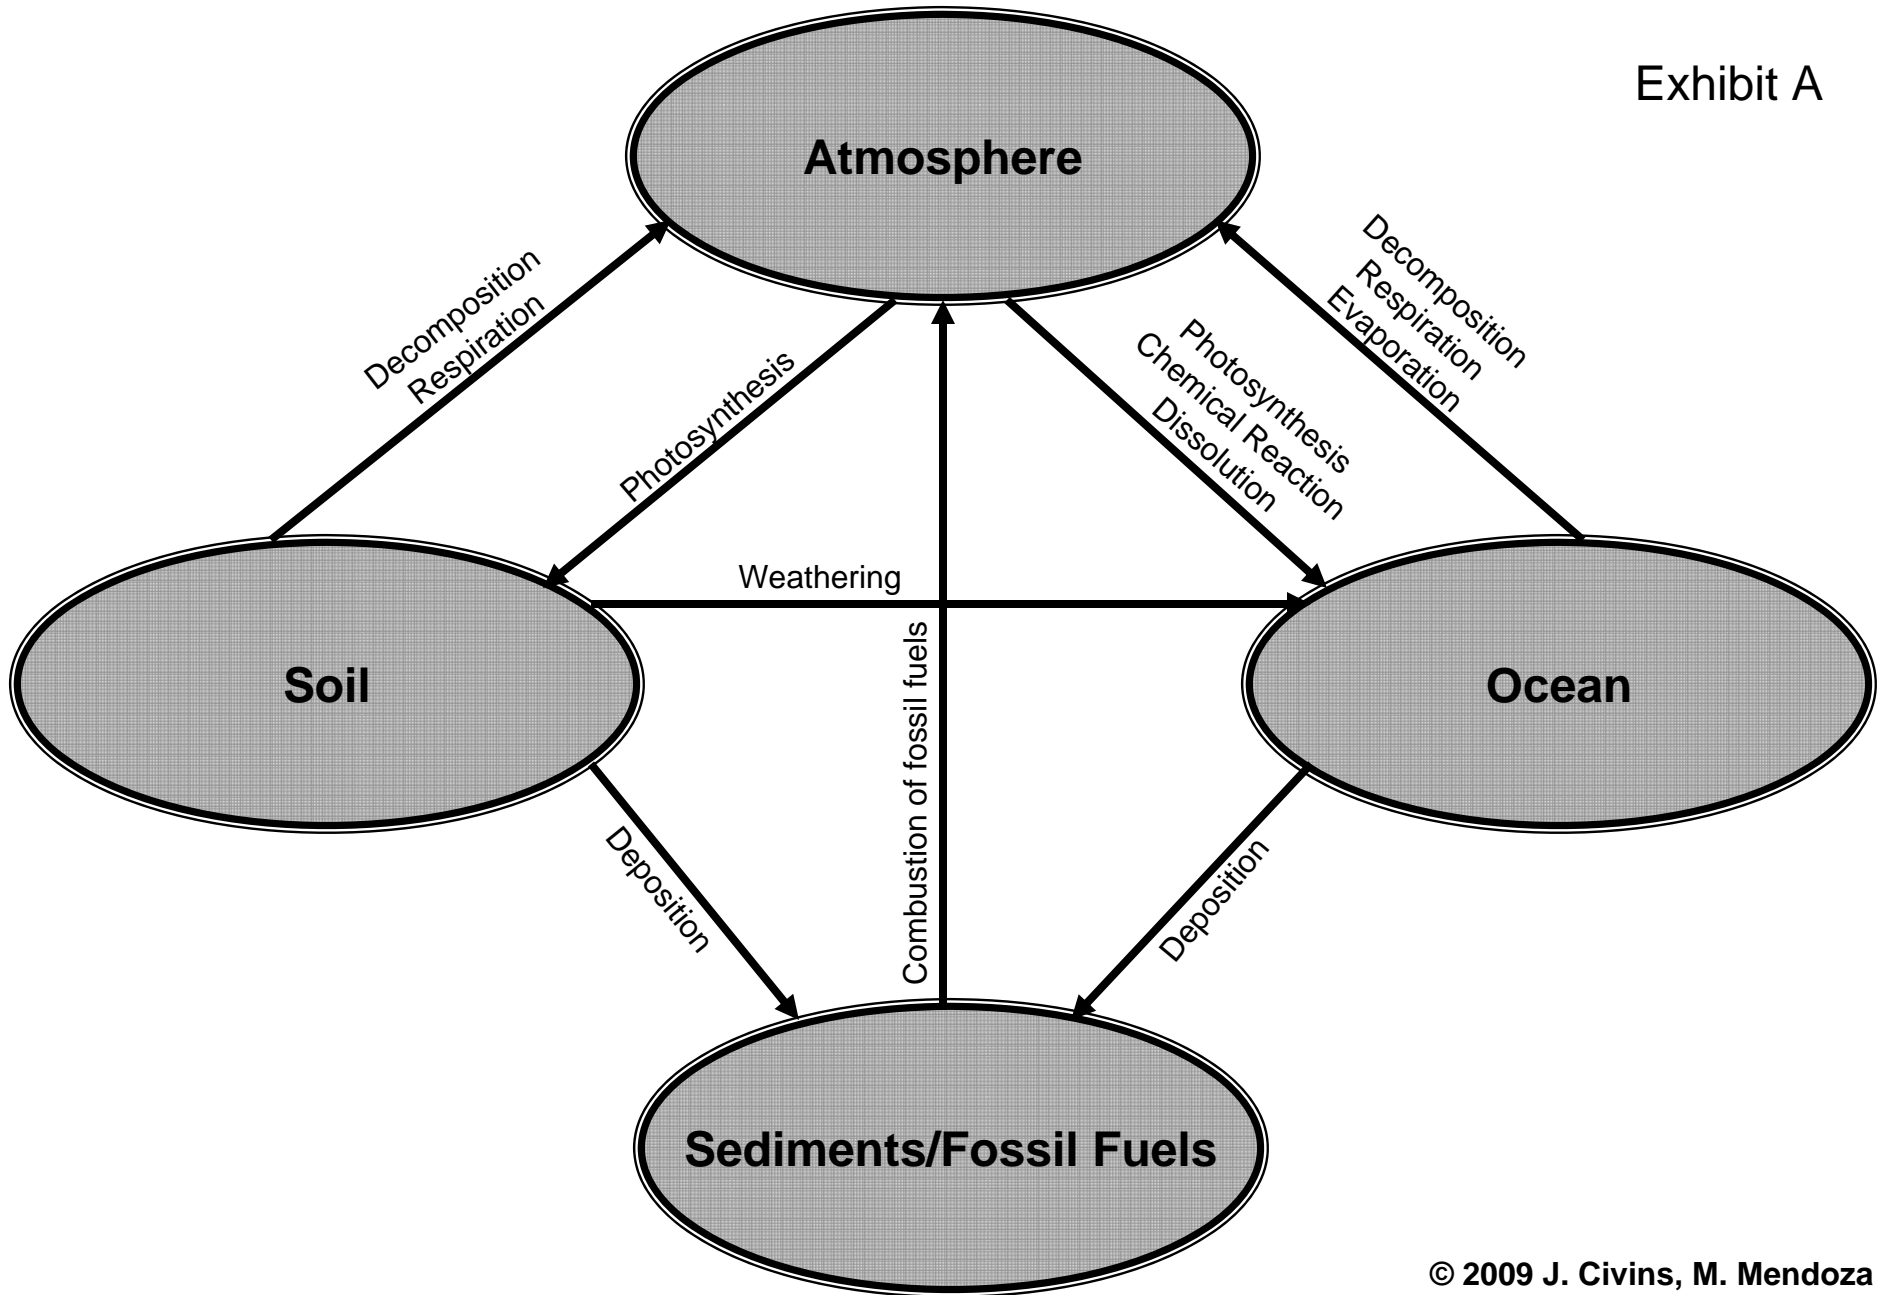 Exhibit A
Atmosphere
Decomposition
Respiration
Photosynthesis
Photosynthesis
Chemical Reaction
Dissolution
Decomposition
Respiration
Evaporation
Weathering
Combustion of fossil fuels
Soil
Ocean
Deposition
Deposition
Sediments/Fossil Fuels
© 2009 J. Civins, M. Mendoza